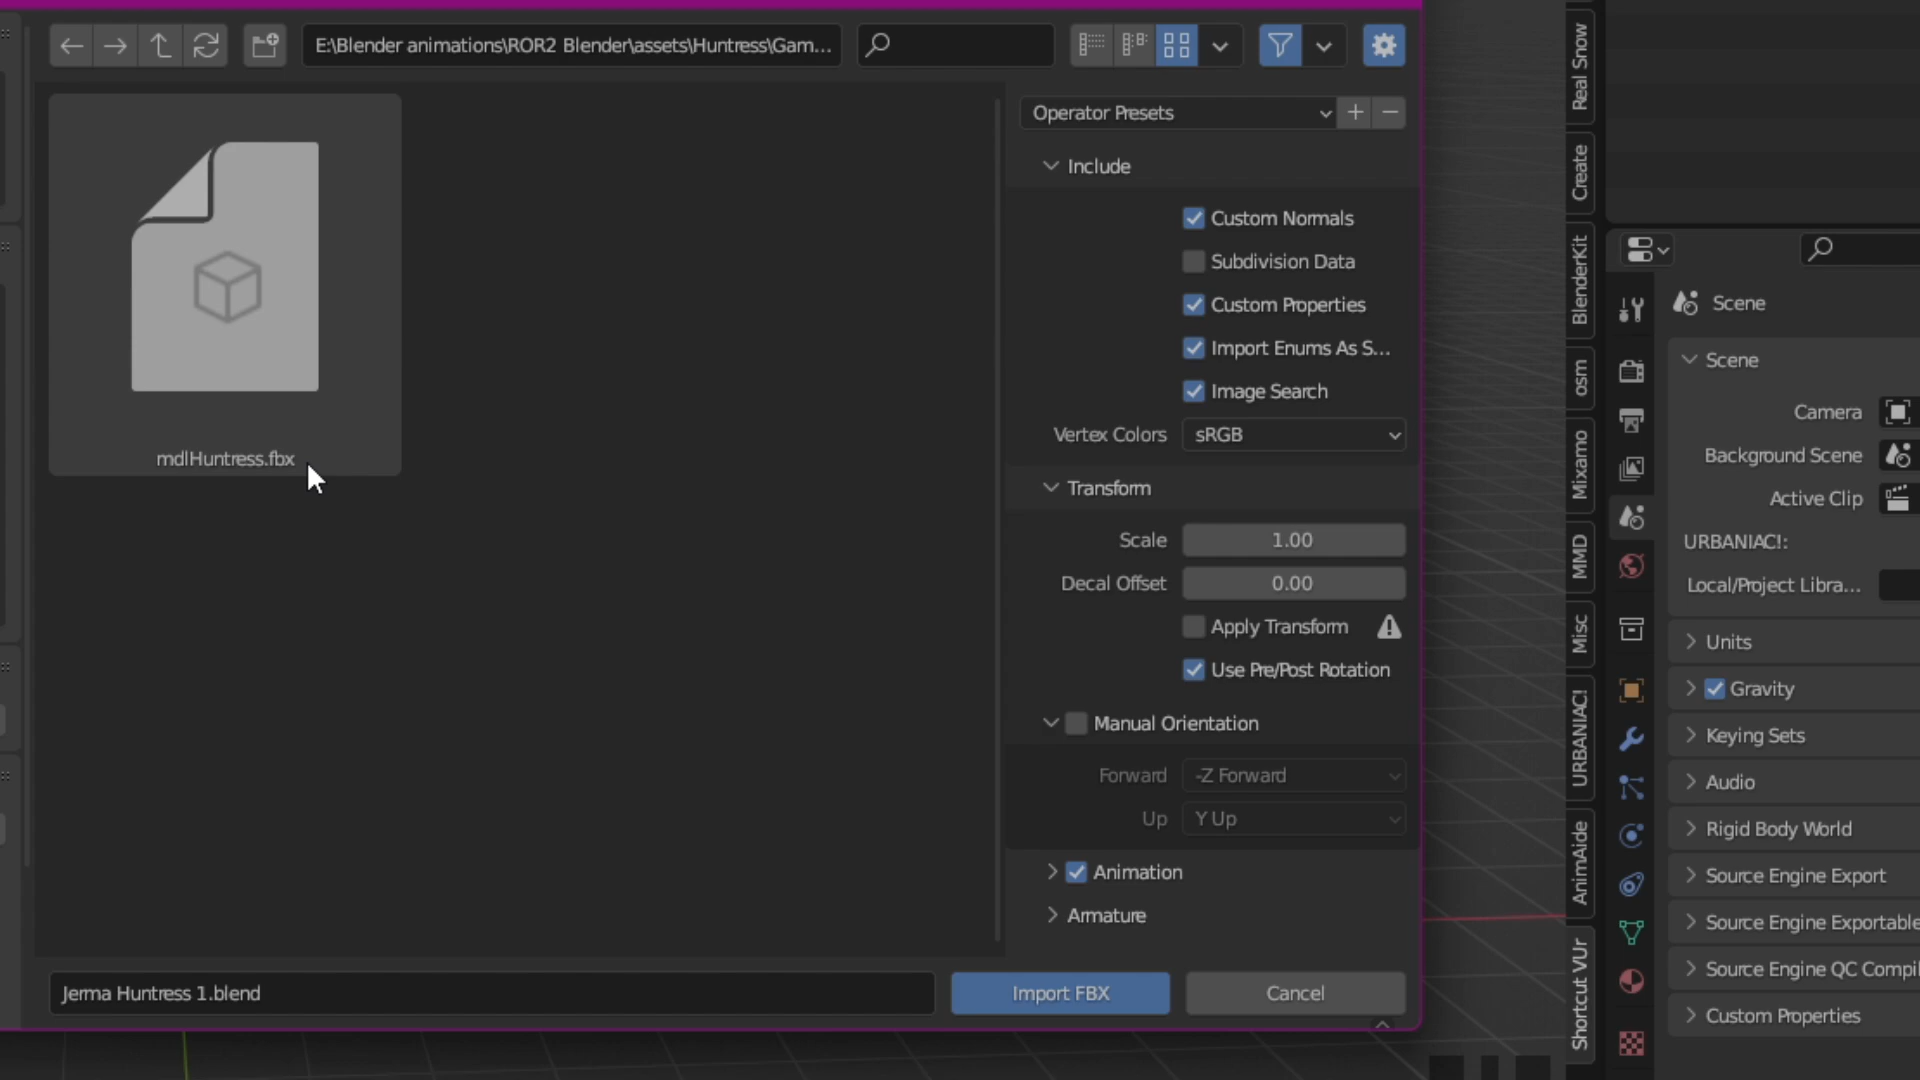 E:\Blender animations\ROR2 Blender\assets\Huntress\Gam...
mdlHuntress.fbx
Operator Presets
Include
Custom Normals
Subdivision Data
Custom Properties
Import Enums As S...
Image Search
Vertex Colors sRGB
Transform
Scale 1.00
Decal Offset 0.00
Apply Transform
Use Pre/Post Rotation
Manual Orientation
Forward -Z Forward
Up Y Up
Animation
Armature
Jerma Huntress 1.blend
Import FBX
Cancel
Real Snow
Create
BlenderKit
osm
Mixamo
MMD
Misc
URBANIAC!
AnimAide
Shortcut VUr
Scene
Scene
Camera
Background Scene
Active Clip
URBANIAC!:
Local/Project Libra...
Units
Gravity
Keying Sets
Audio
Rigid Body World
Source Engine Export
Source Engine Exportable
Source Engine QC Compil
Custom Properties